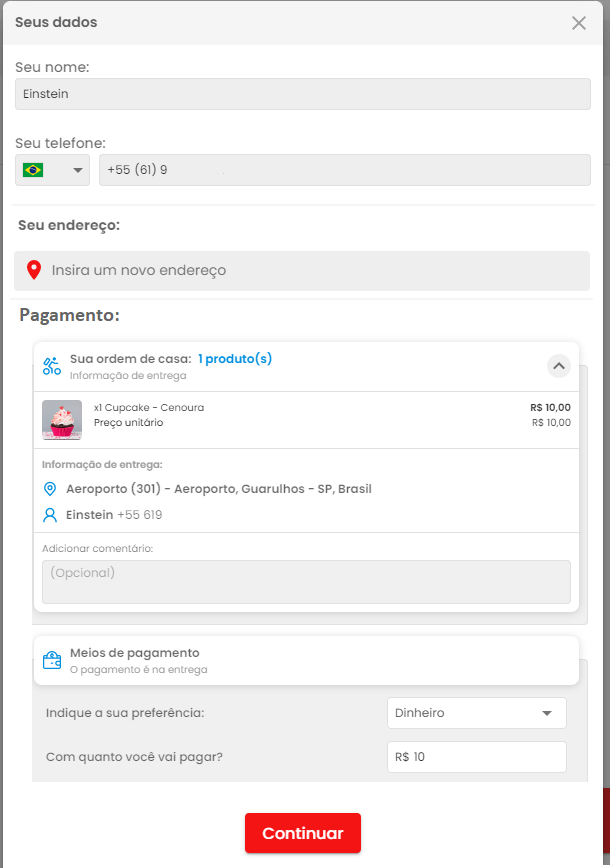 Seus dados
Seu nome:
Einstein
Seu telefone:
+55 (61) 9
Seu endereço:
Insira um novo endereço
Pagamento:
Sua ordem de casa: 1 produto(s)
Informação de entrega
x1 Cupcake - Cenoura R$ 10,00
Preço unitário R$ 10,00
Informação de entrega:
Aeroporto (301) - Aeroporto, Guarulhos - SP, Brasil
Einstein +55 619
Adicionar comentário:
(Opcional)
Meios de pagamento
O pagamento é na entrega
Indique a sua preferência: Dinheiro
Com quanto você vai pagar? R$ 10
Continuar